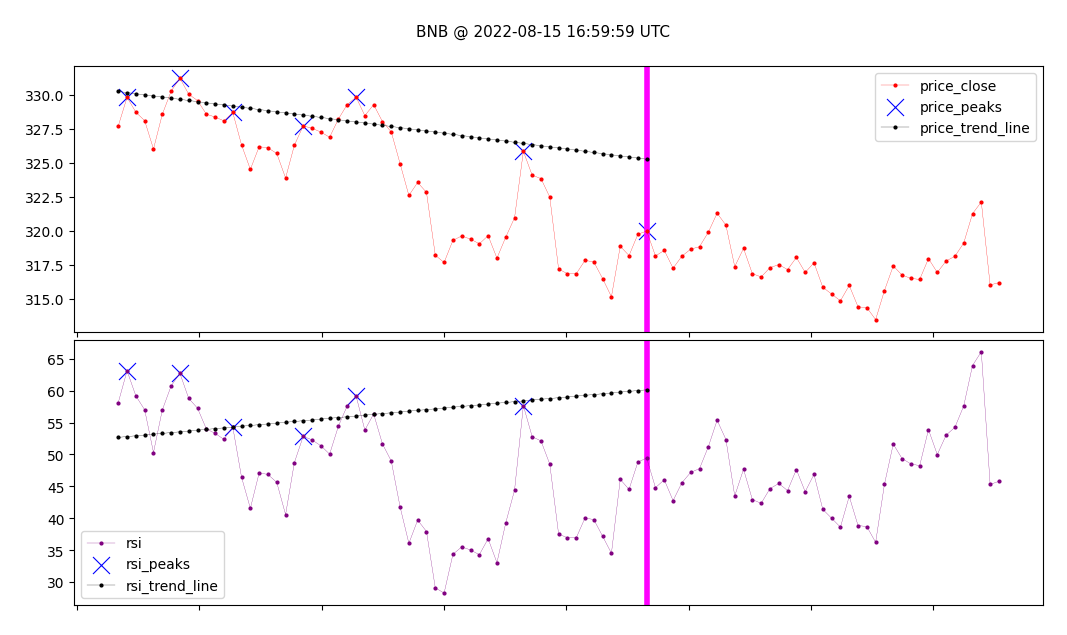 BNB @ 2022-08-15 16:59:59 UTC
330.0
327.5
325.0
322.5
320.0
317.5
315.0
price_close
price_peaks
price_trend_line
65
60
55
50
45
40
35
30
rsi
rsi_peaks
rsi_trend_line